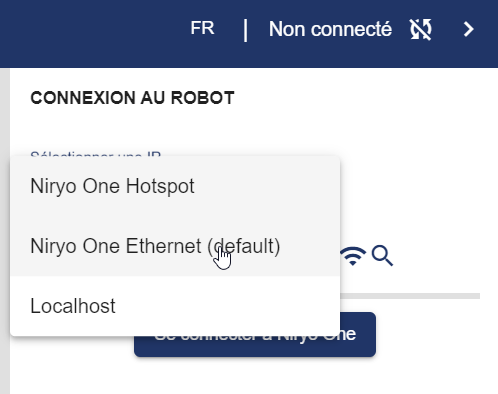 FR | Non connecté
CONNEXION AU ROBOT
Sélectionner une IP
Niryo One Hotspot
Niryo One Ethernet (default)
Localhost
Se connecter à Niryo One